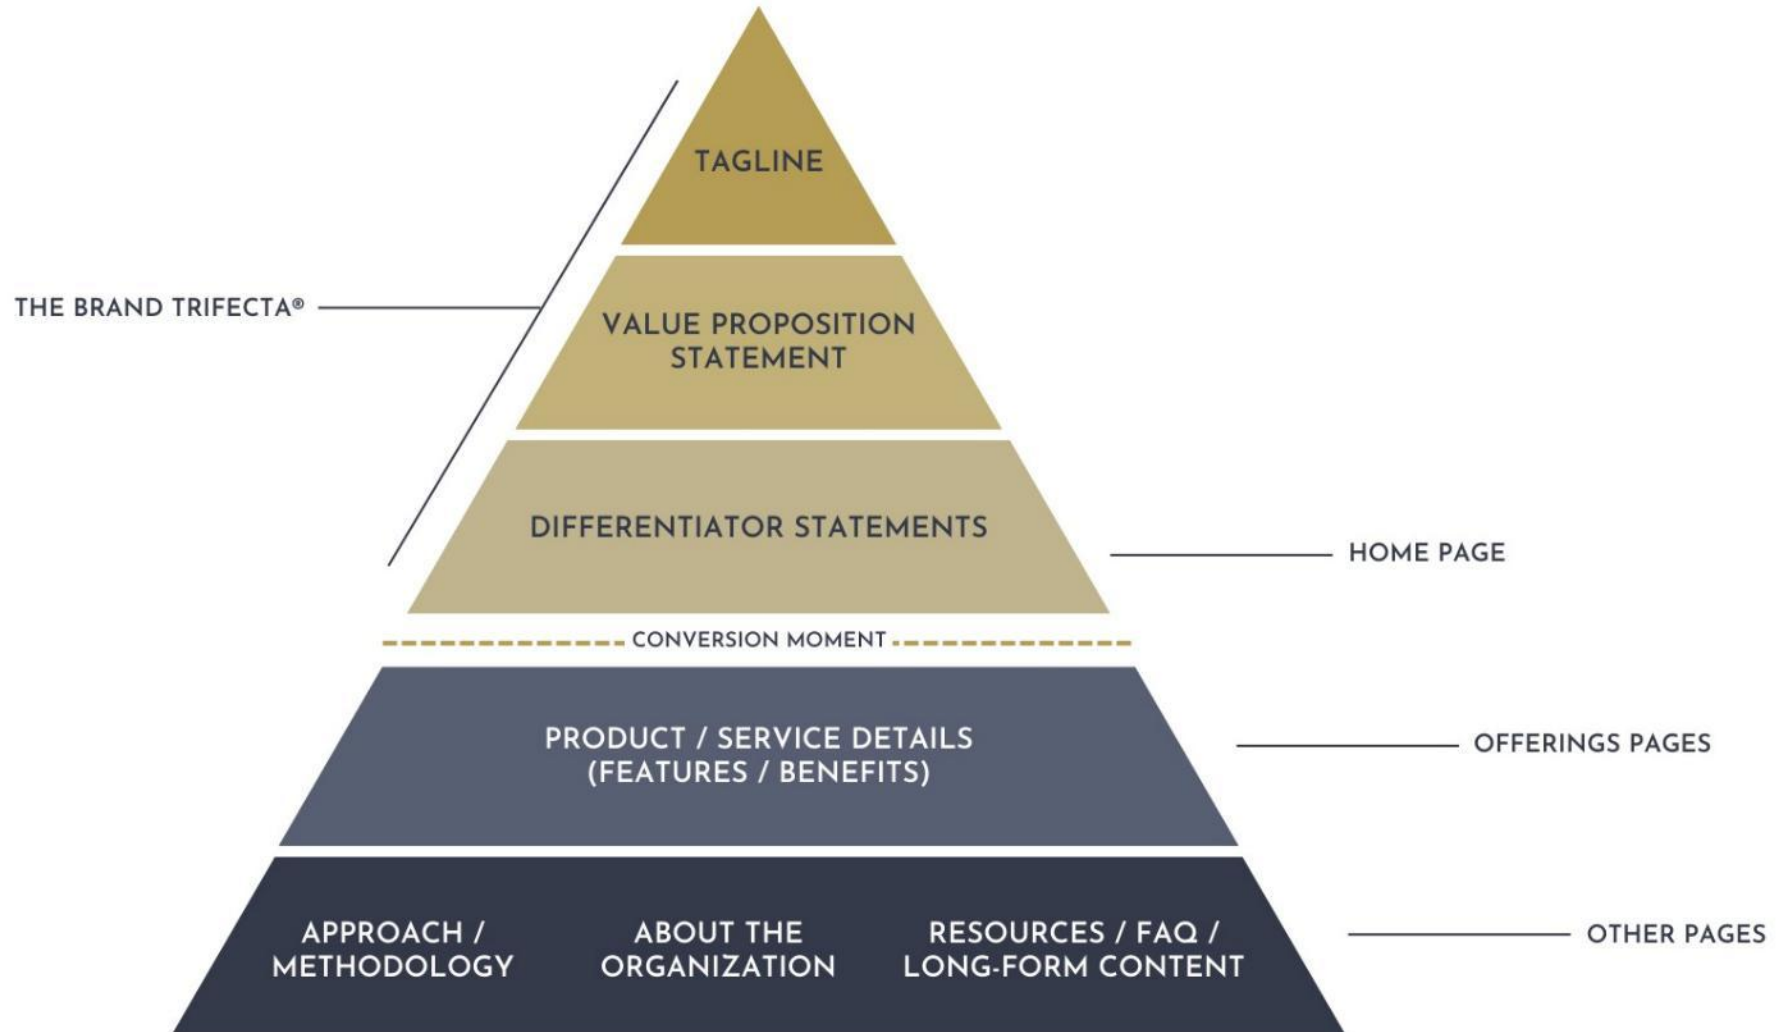 TAGLINE
THE BRAND TRIFECTA®
VALUE PROPOSITION
STATEMENT
DIFFERENTIATOR STATEMENTS
HOME PAGE
CONVERSION MOMENT
PRODUCT / SERVICE DETAILS
(FEATURES / BENEFITS)
OFFERINGS PAGES
APPROACH /
METHODOLOGY
ABOUT THE
ORGANIZATION
RESOURCES / FAQ /
LONG-FORM CONTENT
OTHER PAGES